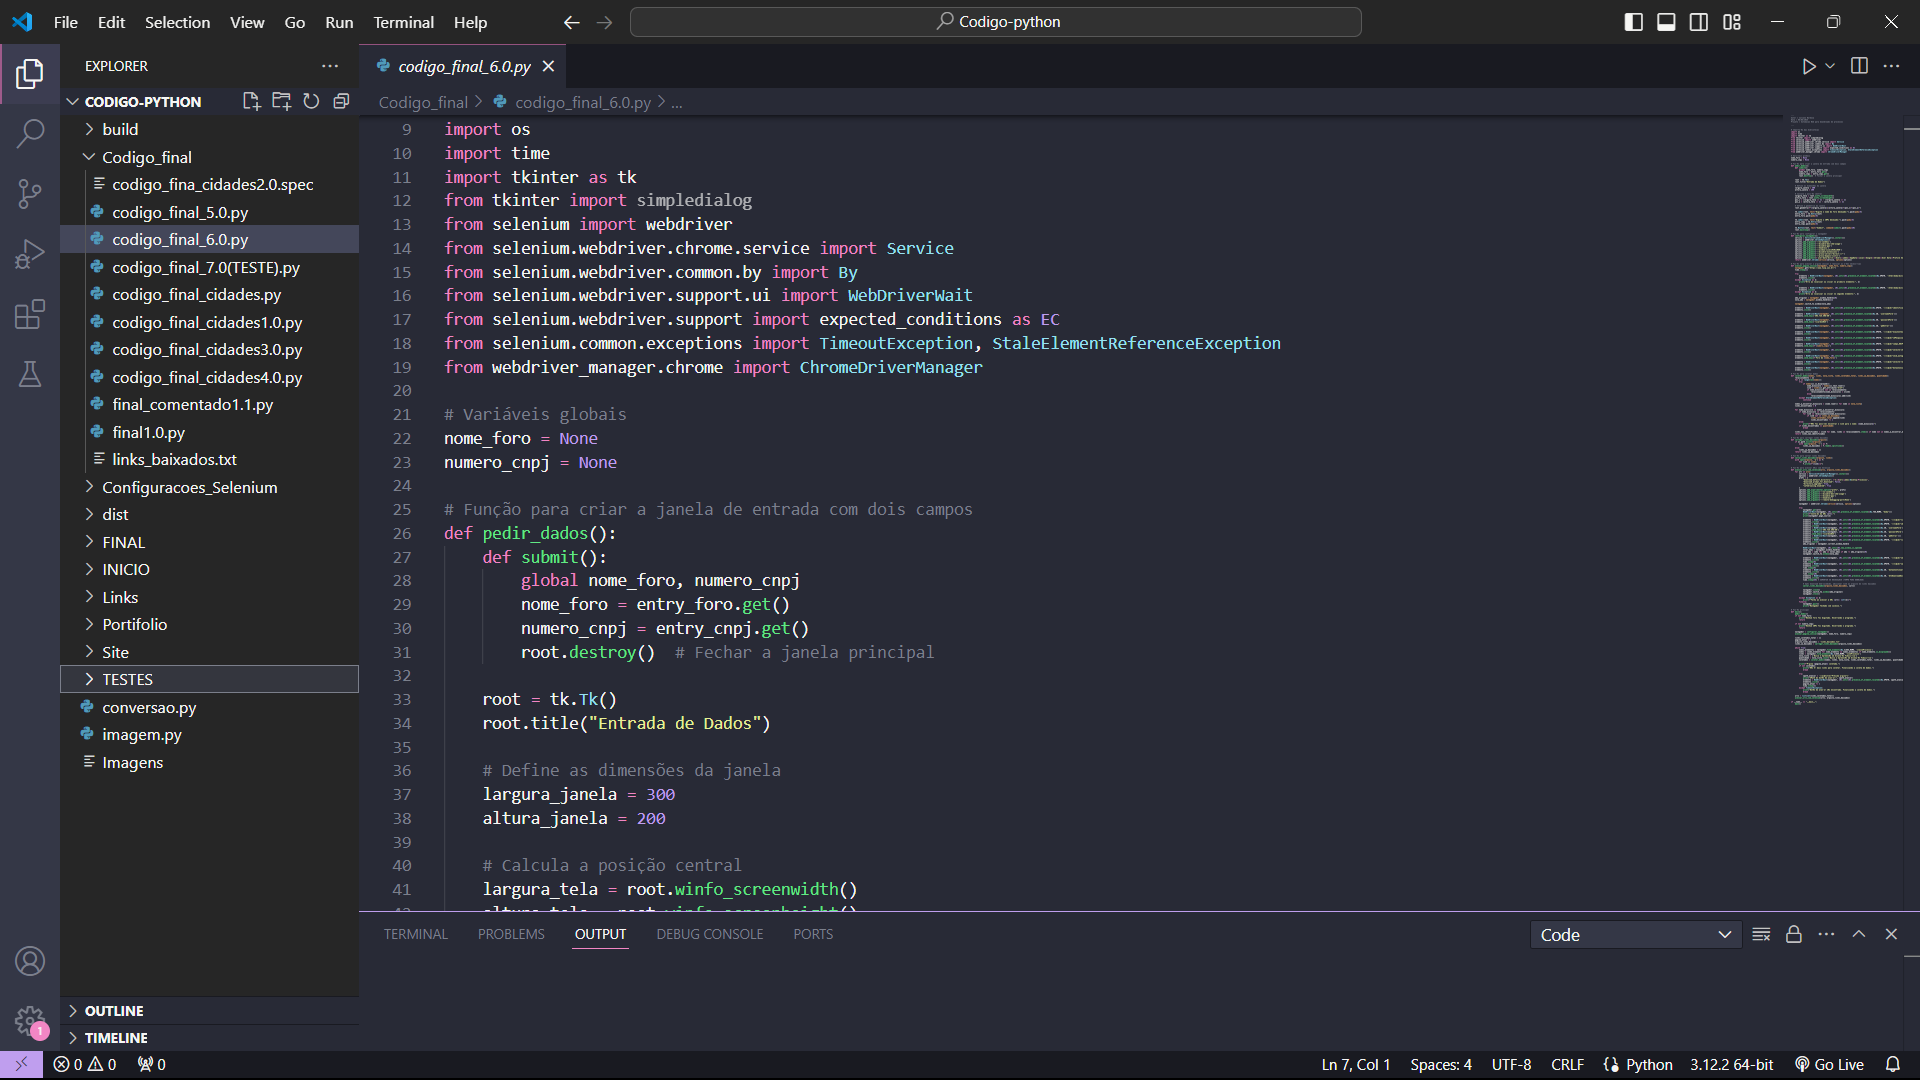 File Edit Selection View Go Run Terminal Help
Codigo-python
EXPLORER
CODIGO-PYTHON
build
Codigo_final
codigo_fina_cidades2.0.spec
codigo_final_5.0.py
codigo_final_6.0.py
codigo_final_7.0(TESTE).py
codigo_final_cidades.py
codigo_final_cidades1.0.py
codigo_final_cidades3.0.py
codigo_final_cidades4.0.py
final_comentado1.1.py
final1.0.py
links_baixados.txt
Configuracoes_Selenium
dist
FINAL
INICIO
Links
Portifolio
Site
TESTES
conversao.py
imagem.py
Imagens
OUTLINE
TIMELINE
codigo_final_6.0.py
Codigo_final > codigo_final_6.0.py > ...
9 import os
10 import time
11 import tkinter as tk
12 from tkinter import simpledialog
13 from selenium import webdriver
14 from selenium.webdriver.chrome.service import Service
15 from selenium.webdriver.common.by import By
16 from selenium.webdriver.support.ui import WebDriverWait
17 from selenium.webdriver.support import expected_conditions as EC
18 from selenium.common.exceptions import TimeoutException, StaleElementReferenceException
19 from webdriver_manager.chrome import ChromeDriverManager
20
21 # Variáveis globais
22 nome_foro = None
23 numero_cnpj = None
24
25 # Função para criar a janela de entrada com dois campos
26 def pedir_dados():
27 def submit():
28 global nome_foro, numero_cnpj
29 nome_foro = entry_foro.get()
30 numero_cnpj = entry_cnpj.get()
31 root.destroy() # Fechar a janela principal
32
33 root = tk.Tk()
34 root.title("Entrada de Dados")
35
36 # Define as dimensões da janela
37 largura_janela = 300
38 altura_janela = 200
39
40 # Calcula a posição central
41 largura_tela = root.winfo_screenwidth()
TERMINAL PROBLEMS OUTPUT DEBUG CONSOLE PORTS
Code
1
0 0 0
Ln 7, Col 1 Spaces: 4 UTF-8 CRLF Python 3.12.2 64-bit Go Live